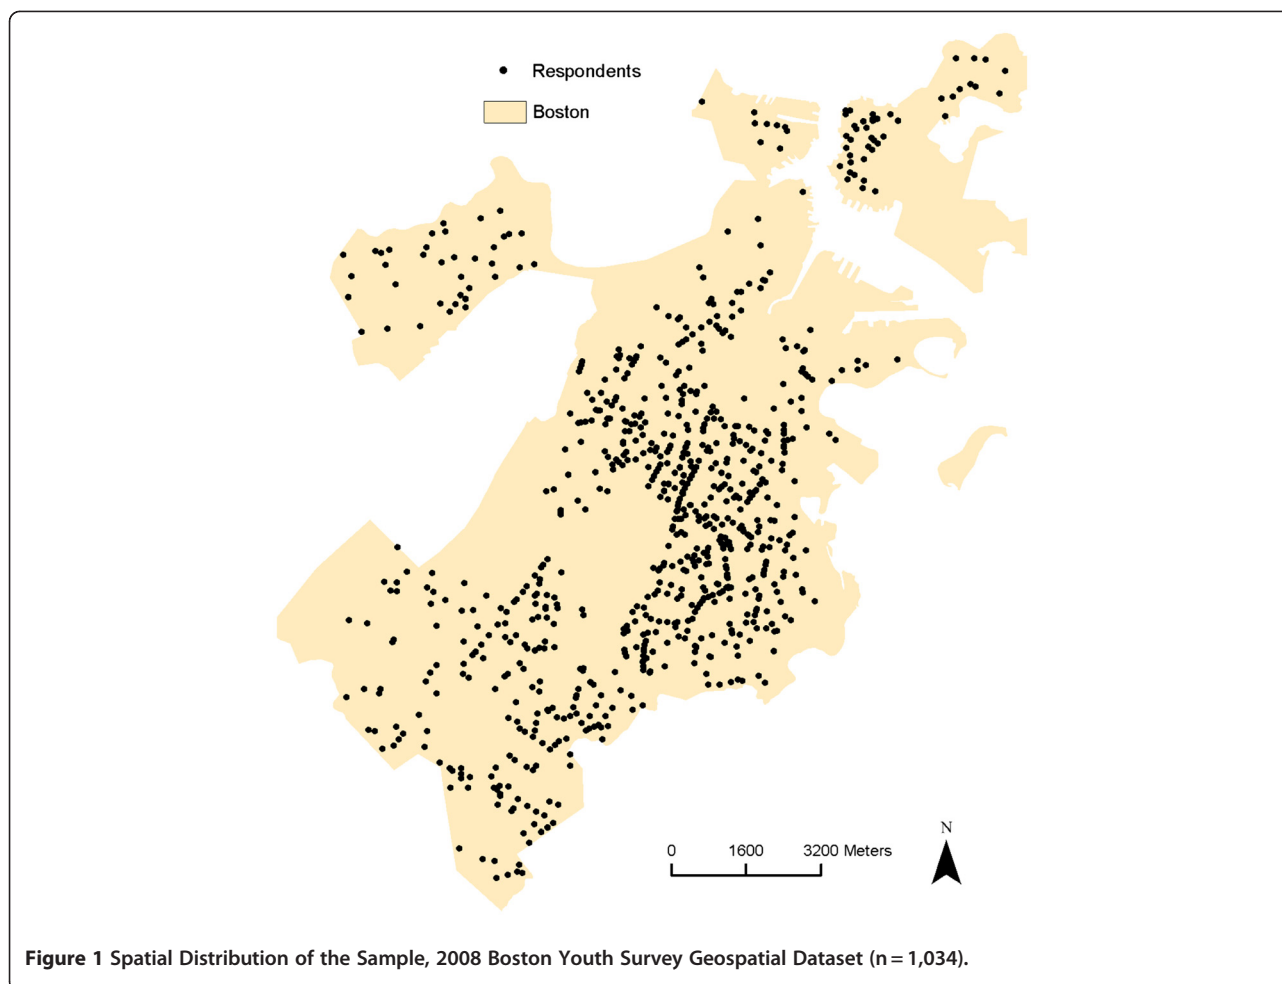 Respondents
Boston
N
0 1600 3200 Meters
Figure 1 Spatial Distribution of the Sample, 2008 Boston Youth Survey Geospatial Dataset (n = 1,034).